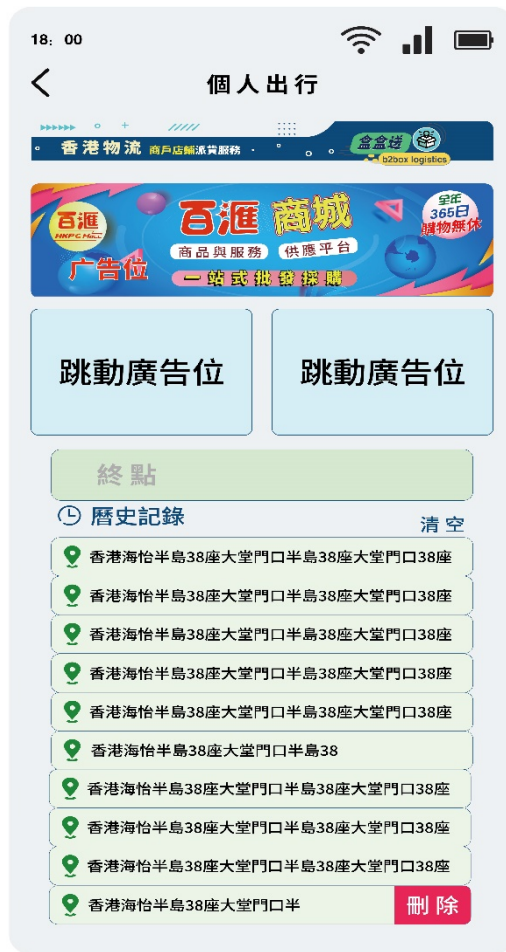 18: 00
個人出行
香港物流 商戶店鋪派貨服務
盒盒送
b2box logistics
百滙
HKPC Mall
广告位
百滙 商城
商品與服務 供應平台
一站式批發採購
全年
365日
購物無休
跳動廣告位 跳動廣告位
終點
曆史記錄
清空
香港海怡半島38座大堂門口半島38座大堂門口38座
香港海怡半島38座大堂門口半島38座大堂門口38座
香港海怡半島38座大堂門口半島38座大堂門口38座
香港海怡半島38座大堂門口半島38座大堂門口38座
香港海怡半島38座大堂門口半島38座大堂門口38座
香港海怡半島38座大堂門口半島38
香港海怡半島38座大堂門口半島38座大堂門口38座
香港海怡半島38座大堂門口半島38座大堂門口38座
香港海怡半島38座大堂門口半島38座大堂門口38座
香港海怡半島38座大堂門口半 刪除